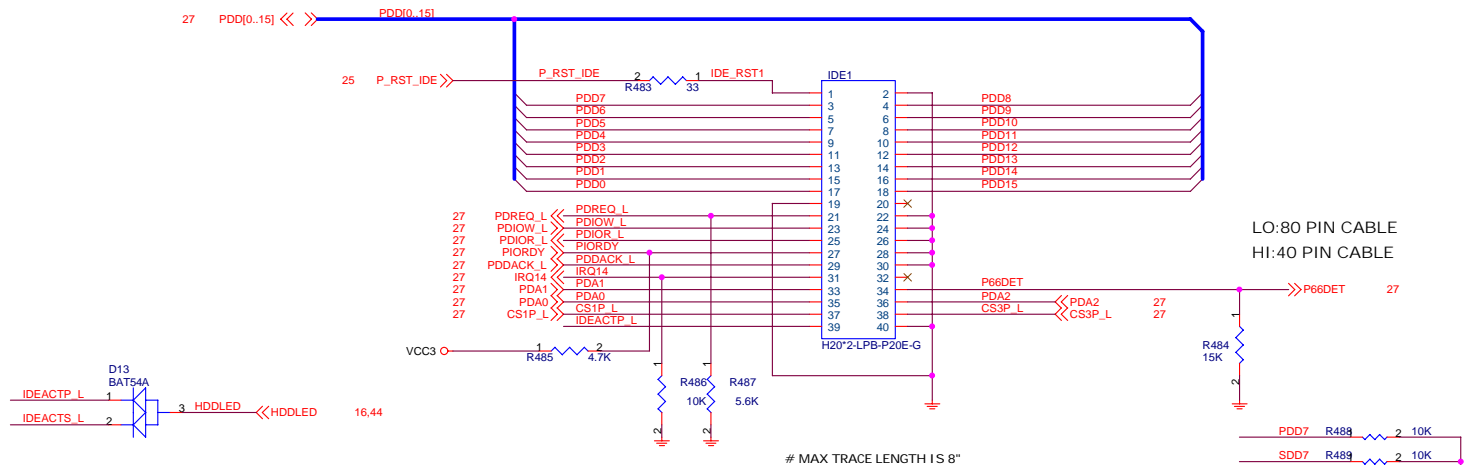 27 PDD[0..15] PDD[0..15]
25 P_RST_IDE P_RST_IDE 2 R483 1 33 IDE_RST1 IDE1
1 2
PDD7 3 4 PDD8
PDD6 5 6 PDD9
PDD5 7 8 PDD10
PDD4 9 10 PDD11
PDD3 11 12 PDD12
PDD2 13 14 PDD13
PDD1 15 16 PDD14
PDD0 17 18 PDD15
19 20
27 PDREQ_L PDREQ_L 21 22
27 PDIOW_L PDIOW_L 23 24
27 PDIOR_L PDIOR_L 25 26
27 PIORDY PIORDY 27 28
27 PDDACK_L PDDACK_L 29 30
27 IRQ14 IRQ14 31 32
27 PDA1 PDA1 33 34 P66DET P66DET 27
27 PDA0 PDA0 35 36 PDA2 PDA2 27
27 CS1P_L CS1P_L 37 38 CS3P_L CS3P_L 27
IDEACTP_L 39 40
H20*2-LPB-P20E-G
LO:80 PIN CABLE
HI:40 PIN CABLE
VCC3 1 R485 2 4.7K
1 R484 15K 2
1 R486 10K 2
1 R487 5.6K 2
D13
BAT54A
IDEACTP_L 1
3 HDDLED HDDLED 16,44
IDEACTS_L 2
# MAX TRACE LENGTH IS 8"
PDD7 R488 1 2 10K
SDD7 R489 1 2 10K